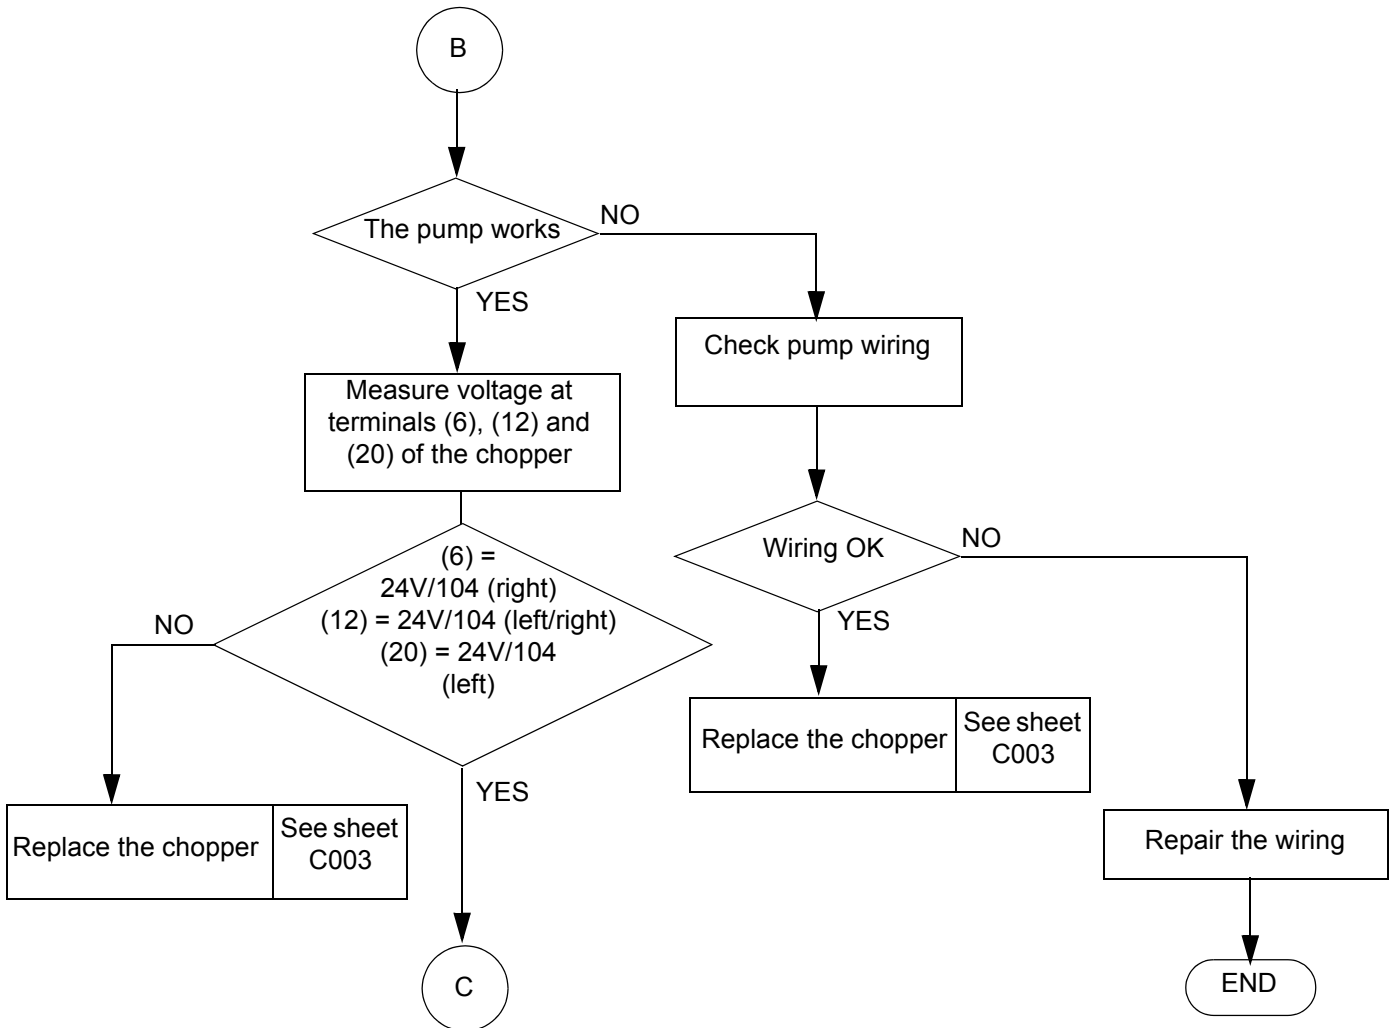 B
The pump works
NO
YES
Check pump wiring
Measure voltage at
terminals (6), (12) and
(20) of the chopper
Wiring OK
NO
YES
(6) =
24V/104 (right)
(12) = 24V/104 (left/right)
(20) = 24V/104
(left)
NO
YES
Replace the chopper
See sheet
C003
Replace the chopper
See sheet
C003
Repair the wiring
C
END